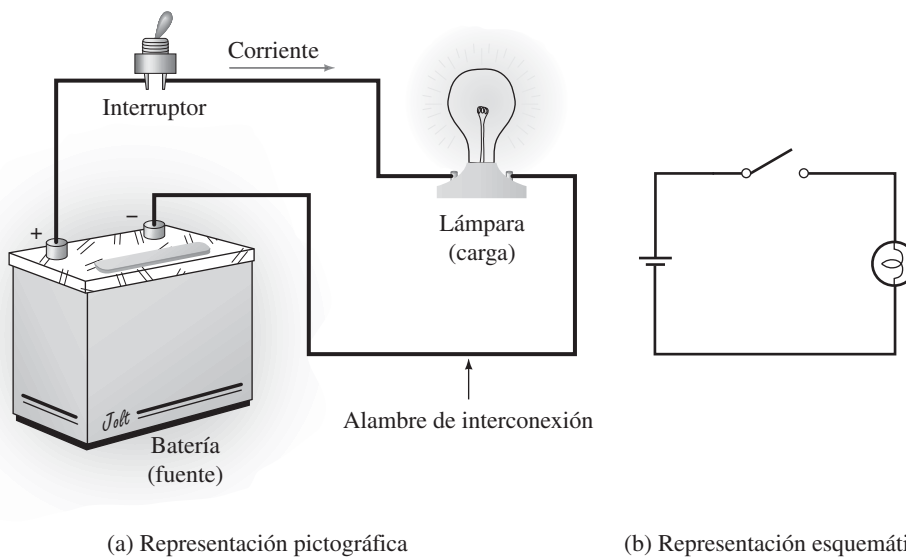 Corriente
Interruptor
+
−
Lámpara
(carga)
Jolt
Batería
(fuente)
Alambre de interconexión
(a) Representación pictográfica
(b) Representación esquemáti